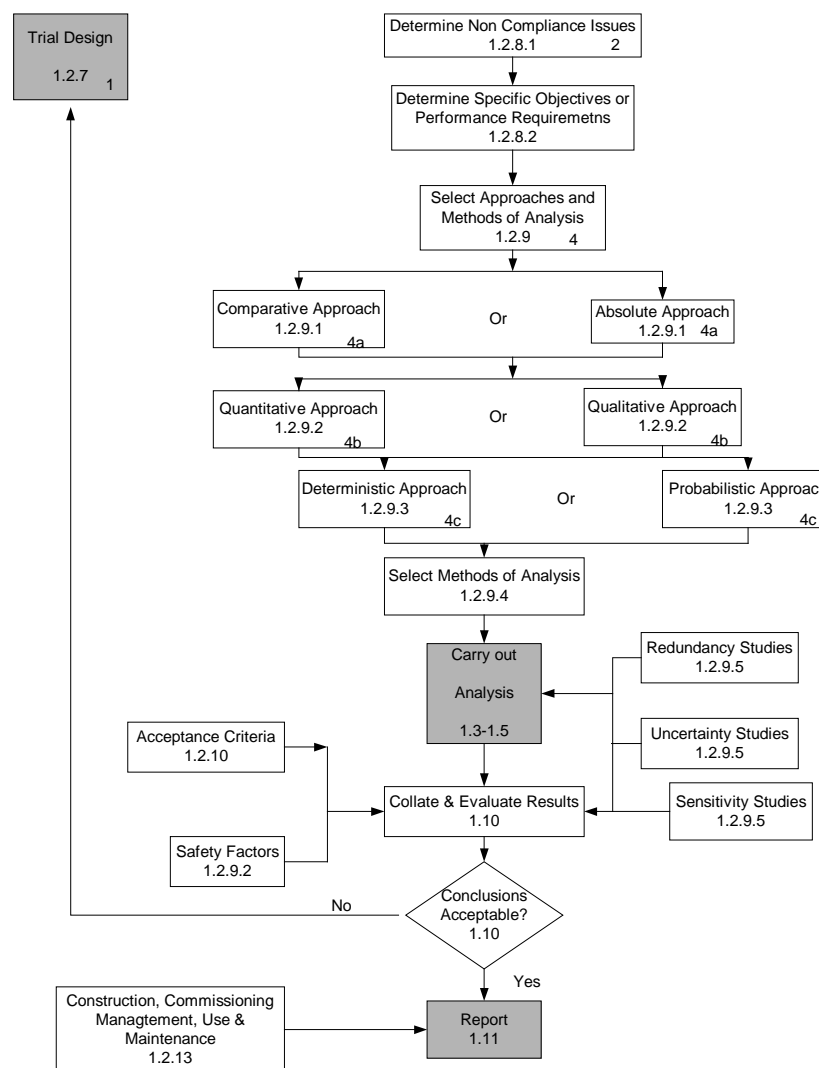 Trial Design
1.2.7
1
Determine Non Compliance Issues
1.2.8.1 2
Determine Specific Objectives or
Performance Requiremetns
1.2.8.2
Select Approaches and
Methods of Analysis
1.2.9 4
Comparative Approach
1.2.9.1
4a
Or
Absolute Approach
1.2.9.1 4a
Quantitative Approach
1.2.9.2
4b
Or
Qualitative Approach
1.2.9.2
4b
Deterministic Approach
1.2.9.3
4c
Or
Probabilistic Approac
1.2.9.3
4c
Select Methods of Analysis
1.2.9.4
Carry out
Analysis
1.3-1.5
Redundancy Studies
1.2.9.5
Acceptance Criteria
1.2.10
Uncertainty Studies
1.2.9.5
Collate & Evaluate Results
1.10
Sensitivity Studies
1.2.9.5
Safety Factors
1.2.9.2
Conclusions
Acceptable?
1.10
No
Yes
Construction, Commissioning
Managtement, Use &
Maintenance
1.2.13
Report
1.11